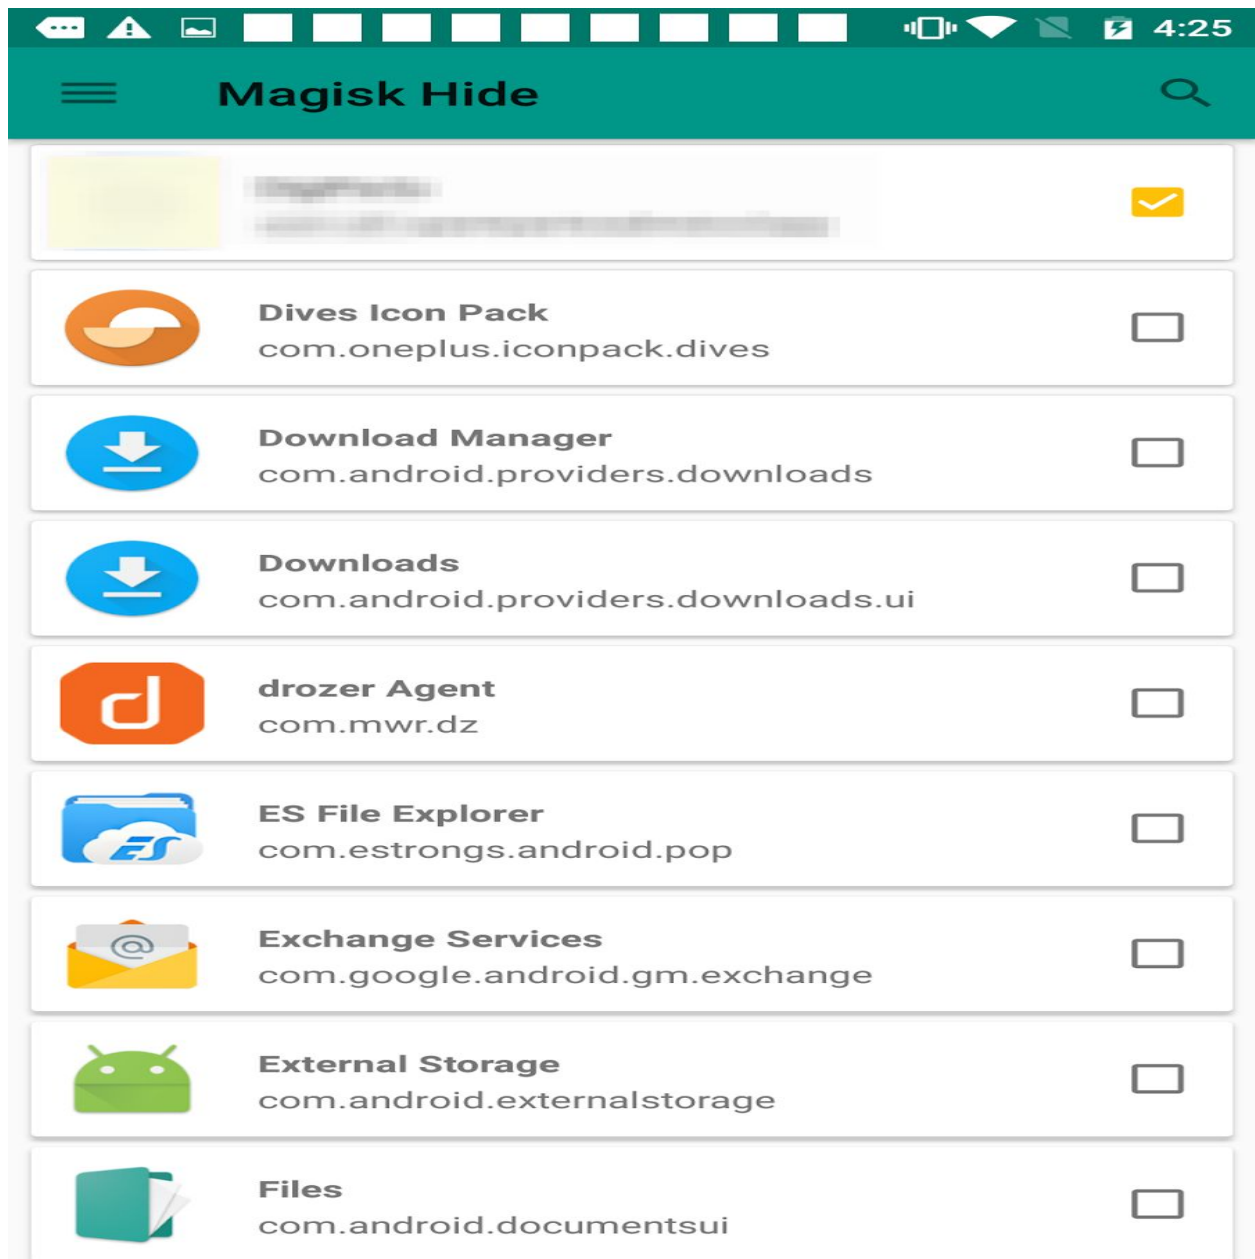 4:25
Magisk Hide
Dives Icon Pack
com.oneplus.iconpack.dives
Download Manager
com.android.providers.downloads
Downloads
com.android.providers.downloads.ui
d
drozer Agent
com.mwr.dz
ES File Explorer
com.estrongs.android.pop
ES
@
Exchange Services
com.google.android.gm.exchange
External Storage
com.android.externalstorage
Files
com.android.documentsui